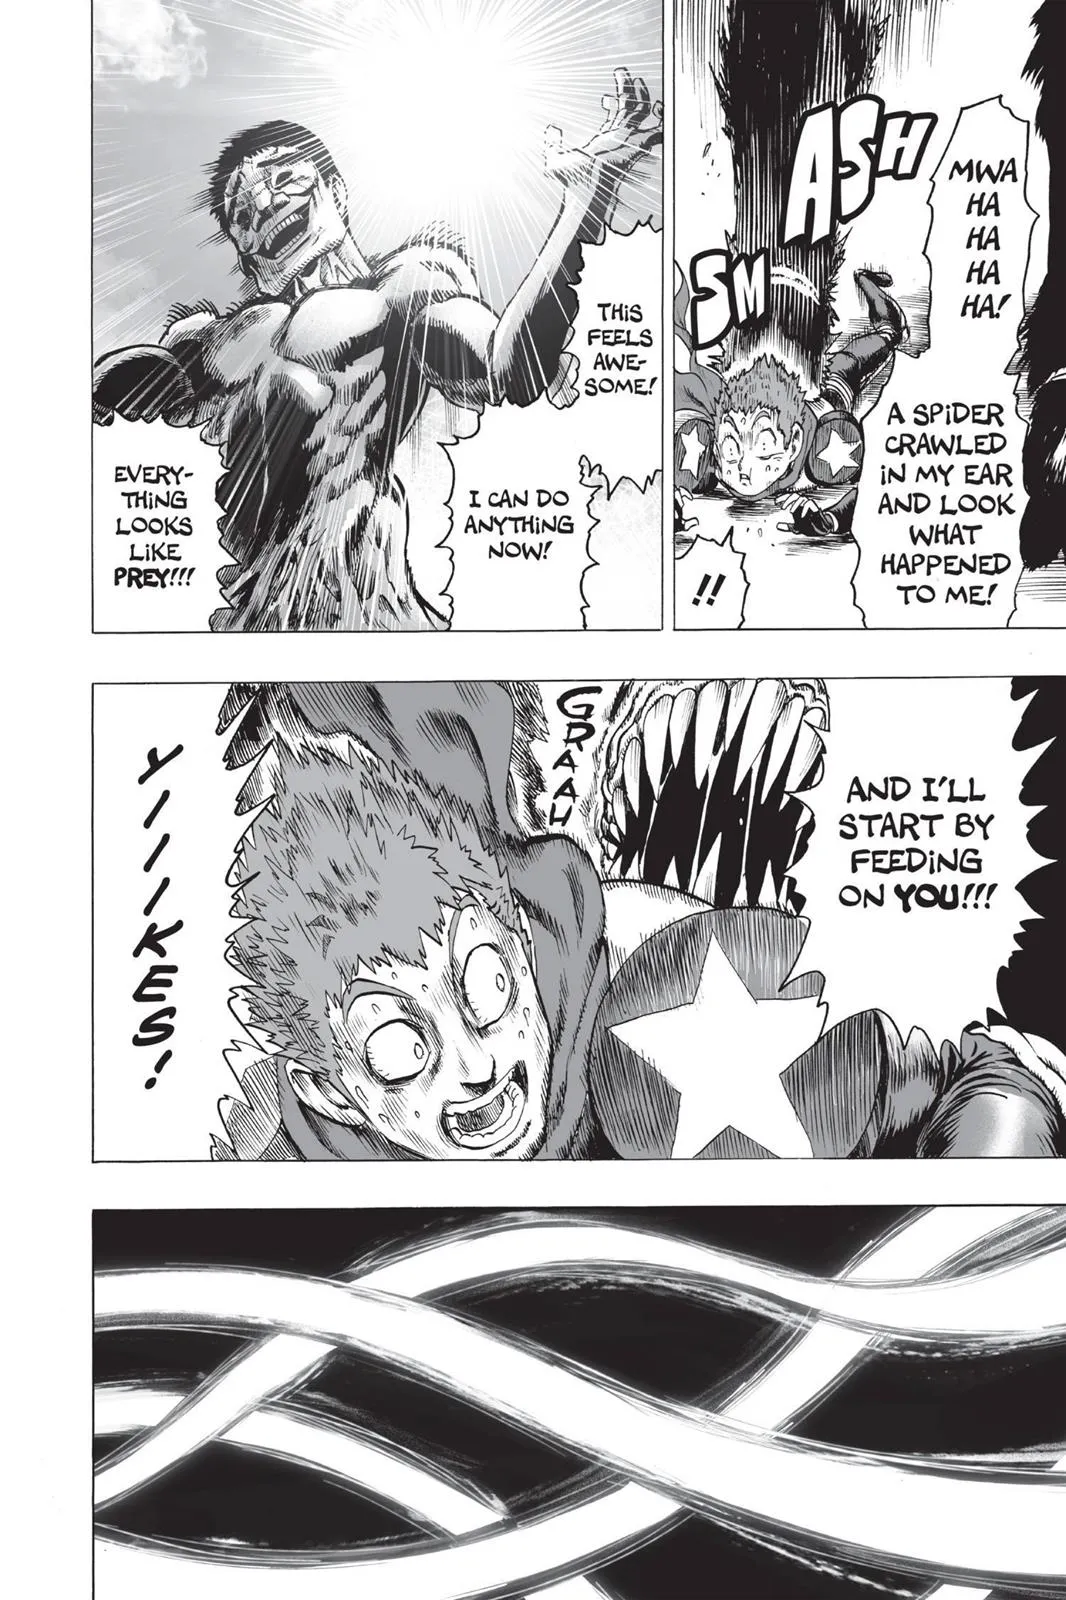 MWA
HA
HA
HA
HA!
SMASH
A SPIDER
CRAWLED
IN MY EAR
AND LOOK
WHAT
HAPPENED
TO ME!
!!
THIS
FEELS
AWE-
SOME!
I CAN DO
ANYTHING
NOW!
EVERY-
THING
LOOKS
LIKE
PREY!!!
AND I'LL
START BY
FEEDING
ON YOU!!!
GRAAH
YIIIKES!